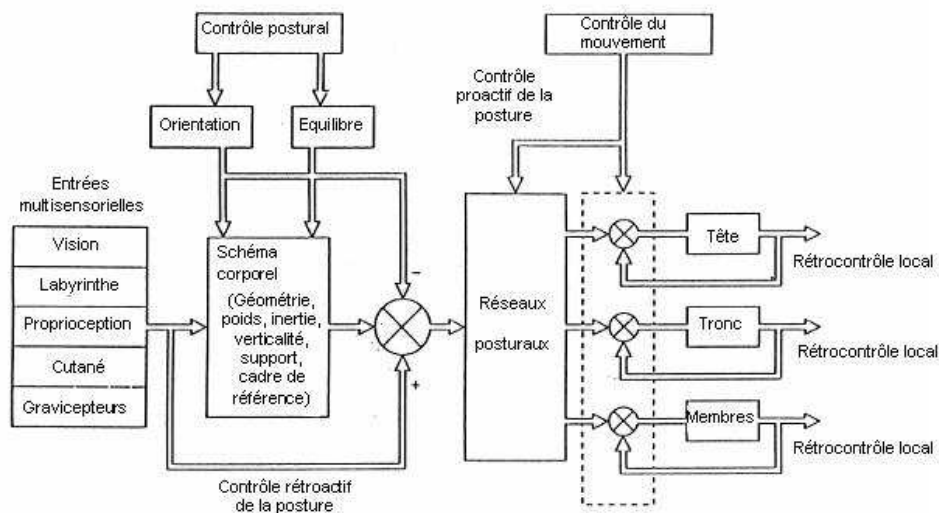 Contrôle postural
Contrôle du
mouvement
Contrôle
proactif de la
posture
Orientation
Equilibre
Entrées
multisensorielles
Vision
Labyrinthe
Proprioception
Cutané
Gravicepteurs
Schéma
corporel
(Géométrie,
poids, inertie,
verticalité,
support,
cadre de
référence)
−
+
Réseaux
posturaux
Tête
Rétrocontrôle local
Tronc
Rétrocontrôle local
Membres
Rétrocontrôle local
Contrôle rétroactif
de la posture